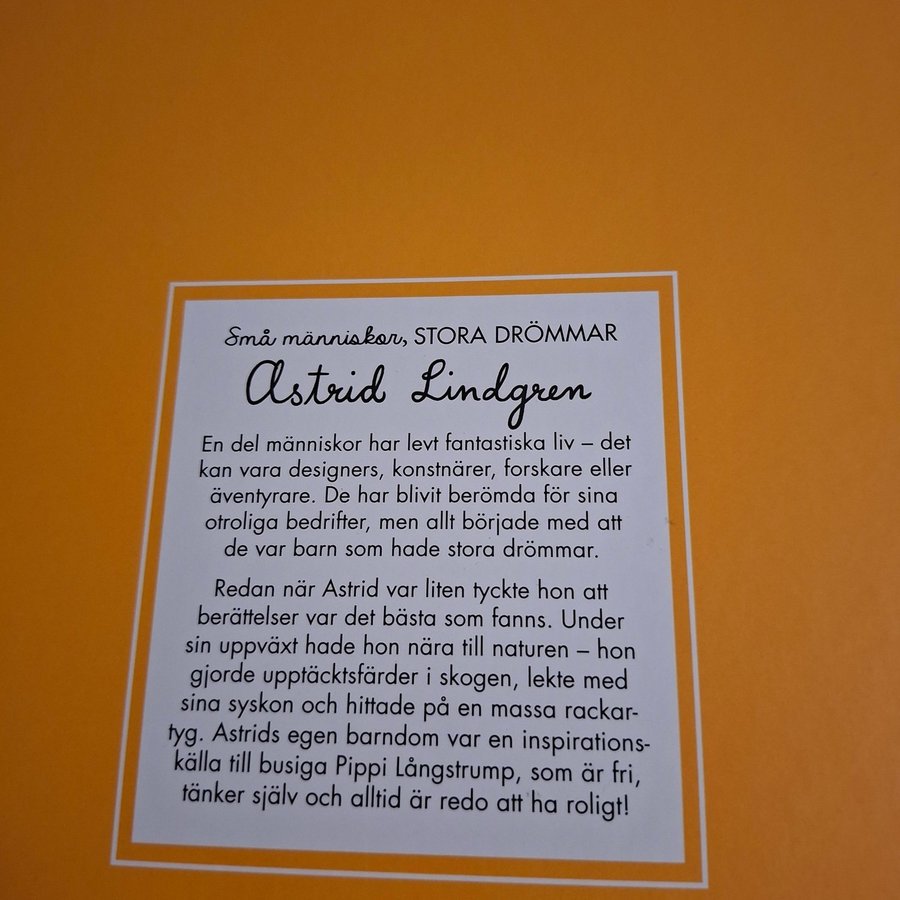 Små människor, STORA DRÖMMAR
Astrid Lindgren
En del människor har levt fantastiska liv – det
kan vara designers, konstnärer, forskare eller
äventyrare. De har blivit berömda för sina
otroliga bedrifter, men allt började med att
de var barn som hade stora drömmar.
Redan när Astrid var liten tyckte hon att
berättelser var det bästa som fanns. Under
sin uppväxt hade hon nära till naturen – hon
gjorde upptäcktsfärder i skogen, lekte med
sina syskon och hittade på en massa rackar-
tyg. Astrids egen barndom var en inspirations-
källa till busiga Pippi Långstrump, som är fri,
tänker själv och alltid är redo att ha roligt!